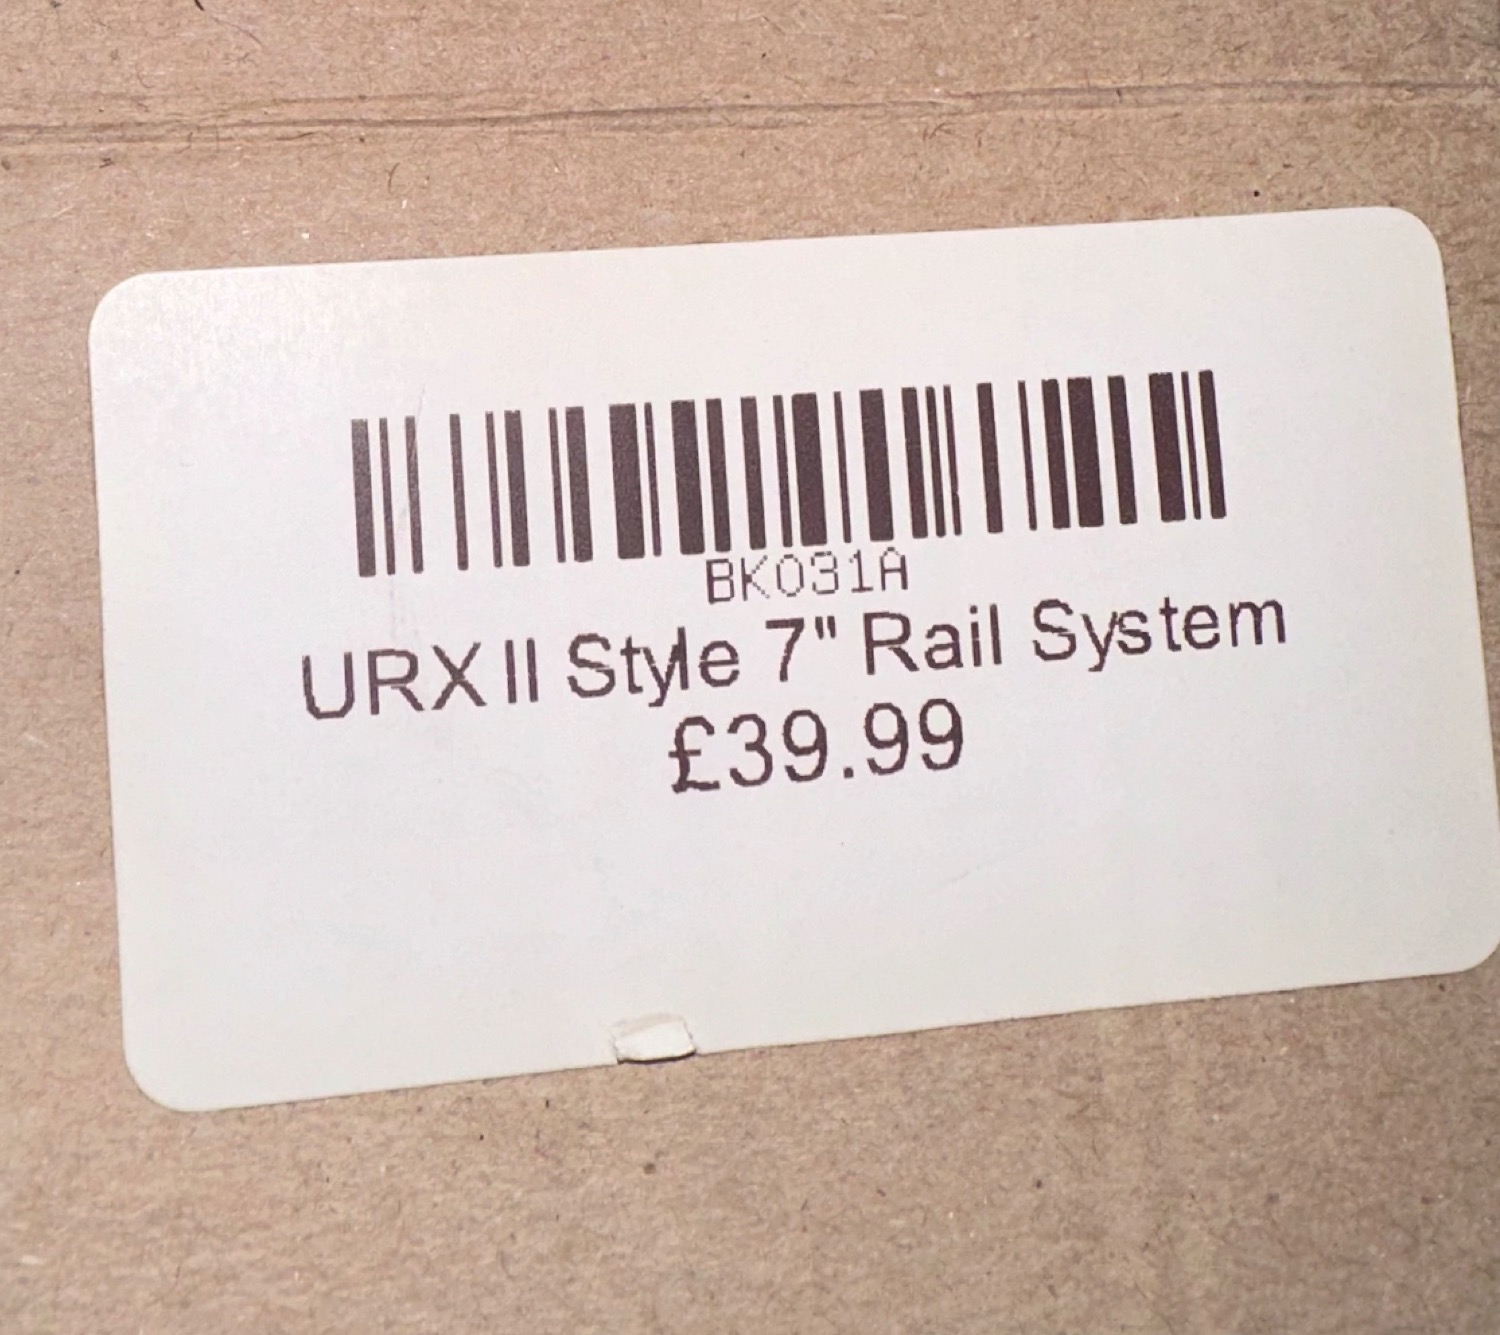 BK031A
URX II Style 7" Rail System
£39.99